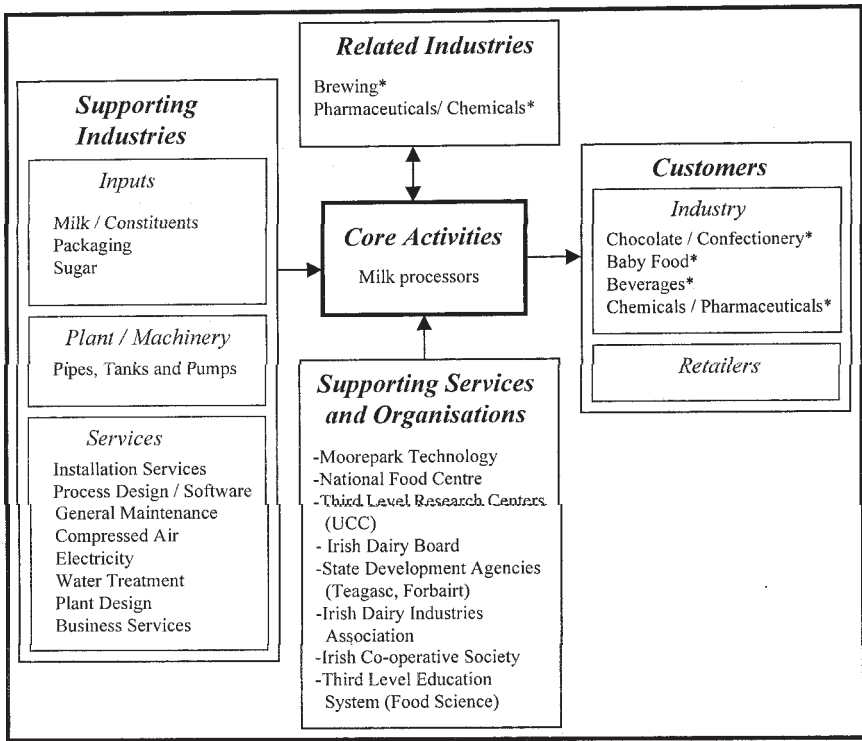 Related Industries
Brewing*
Pharmaceuticals/ Chemicals*
Supporting
Industries
Inputs
Milk / Constituents
Packaging
Sugar
Plant / Machinery
Pipes, Tanks and Pumps
Services
Installation Services
Process Design / Software
General Maintenance
Compressed Air
Electricity
Water Treatment
Plant Design
Business Services
Core Activities
Milk processors
Supporting Services
and Organisations
-Moorepark Technology
-National Food Centre
-Third Level Research Centers
(UCC)
- Irish Dairy Board
-State Development Agencies
(Teagasc, Forbairt)
-Irish Dairy Industries
Association
-Irish Co-operative Society
-Third Level Education
System (Food Science)
Customers
Industry
Chocolate / Confectionery*
Baby Food*
Beverages*
Chemicals / Pharmaceuticals*
Retailers